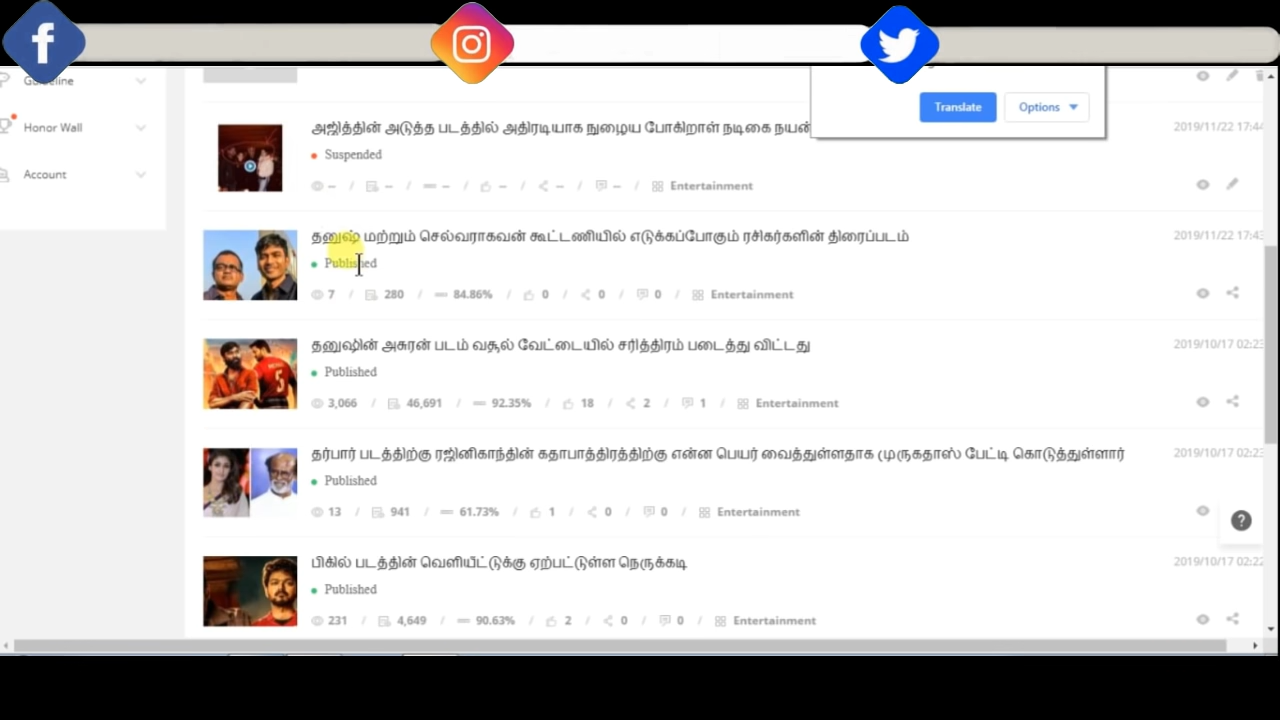 Guideline
Honor Wall
Account
Translate
Options
அஜித்தின் அடுத்த படத்தில் அதிரடியாக நுழைய போகிறாள் நடிகை நயன்
2019/11/22 17:44
Suspended
– / – / – / – / – / – Entertainment
தனுஷ் மற்றும் செல்வராகவன் கூட்டணியில் எடுக்கப்போகும் ரசிகர்களின் திரைப்படம்
2019/11/22 17:43
Published
7 / 280 / 84.86% / 0 / 0 / 0 / Entertainment
தனுஷின் அசுரன் படம் வசூல் வேட்டையில் சரித்திரம் படைத்து விட்டது
2019/10/17 02:23
Published
3,066 / 46,691 / 92.35% / 18 / 2 / 1 / Entertainment
தர்பார் படத்திற்கு ரஜினிகாந்தின் கதாபாத்திரத்திற்கு என்ன பெயர் வைத்துள்ளதாக முருகதாஸ் பேட்டி கொடுத்துள்ளார்
2019/10/17 02:23
Published
13 / 941 / 61.73% / 1 / 0 / 0 / Entertainment
பிகில் படத்தின் வெளியீட்டுக்கு ஏற்பட்டுள்ள நெருக்கடி
2019/10/17 02:22
Published
231 / 4,649 / 90.63% / 2 / 0 / 0 / Entertainment